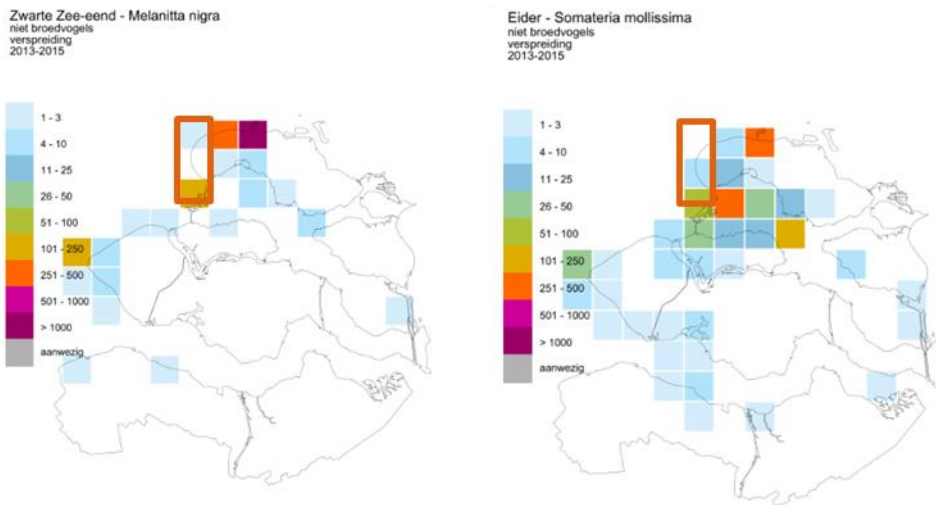 Zwarte Zee-eend - Melanitta nigra
niet broedvogels
verspreiding
2013-2015
1 - 3
4 - 10
11 - 25
26 - 50
51 - 100
101 - 250
251 - 500
501 - 1000
> 1000
aanwezig
Eider - Somateria mollissima
niet broedvogels
verspreiding
2013-2015
1 - 3
4 - 10
11 - 25
26 - 50
51 - 100
101 - 250
251 - 500
501 - 1000
> 1000
aanwezig